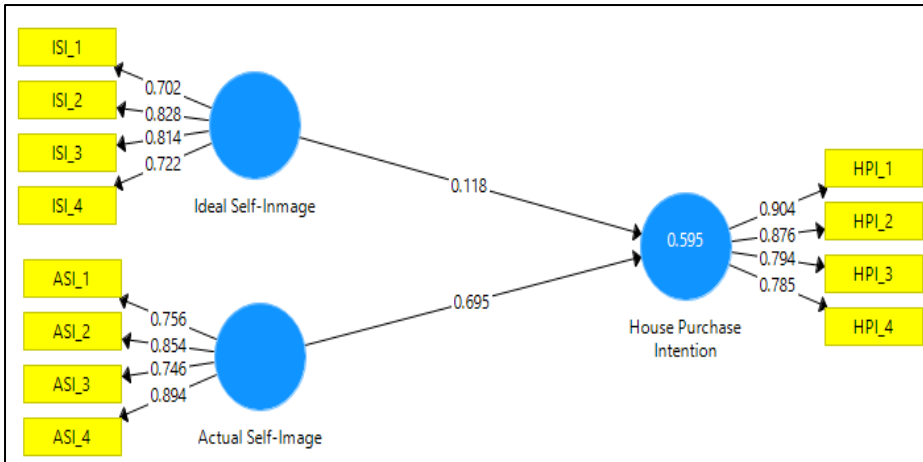 ISI_1
ISI_2
ISI_3
ISI_4
0.702
0.828
0.814
0.722
Ideal Self-Inmage
0.118
ASI_1
ASI_2
ASI_3
ASI_4
0.756
0.854
0.746
0.894
Actual Self-Image
0.695
0.595
House Purchase
Intention
0.904
0.876
0.794
0.785
HPI_1
HPI_2
HPI_3
HPI_4